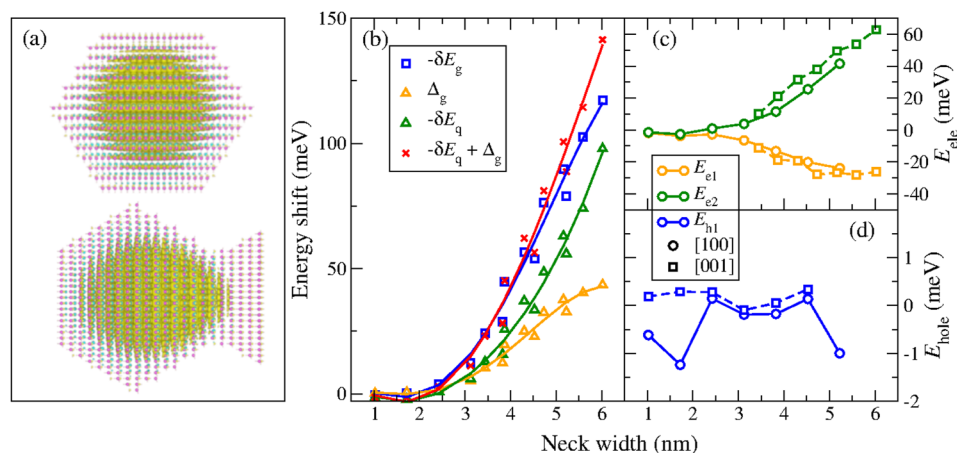 (a)
(b)
(c)
(d)
150
100
50
0
Energy shift (meV)
-δE_g
Δ_g
-δE_q
-δE_q + Δ_g
1 2 3 4 5 6
60
40
20
0
-20
-40
E_ele (meV)
E_e1
E_e2
E_h1
[100]
[001]
1
0
-1
-2
E_hole (meV)
1 2 3 4 5 6
Neck width (nm)